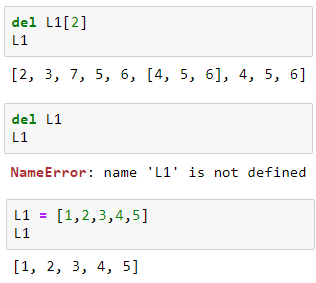 del L1[2]
L1
[2, 3, 7, 5, 6, [4, 5, 6], 4, 5, 6]
del L1
L1
NameError: name 'L1' is not defined
L1 = [1,2,3,4,5]
L1
[1, 2, 3, 4, 5]